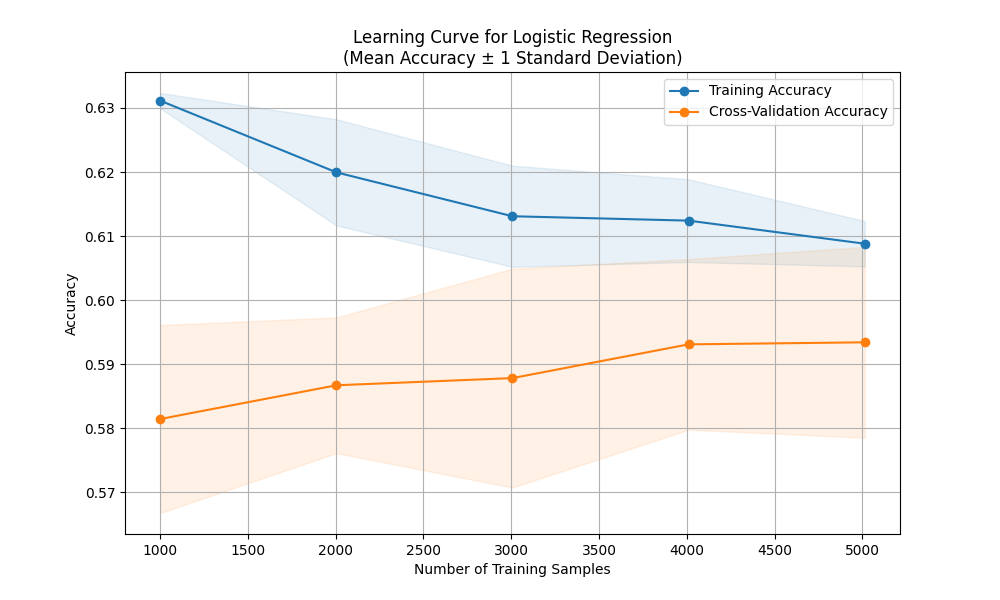 Learning Curve for Logistic Regression
(Mean Accuracy ± 1 Standard Deviation)
Training Accuracy
Cross-Validation Accuracy
Accuracy
0.63
0.62
0.61
0.60
0.59
0.58
0.57
1000 1500 2000 2500 3000 3500 4000 4500 5000
Number of Training Samples